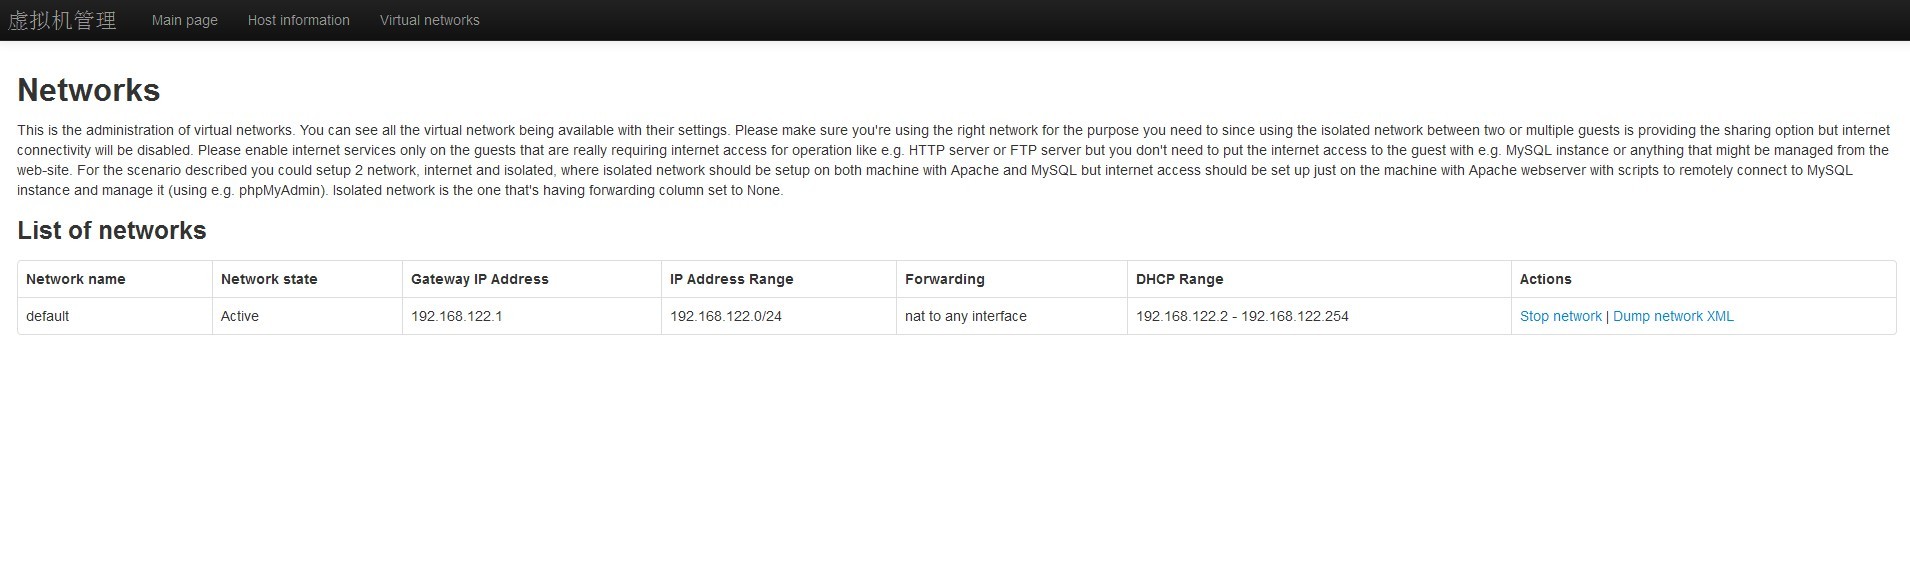 虚拟机管理 Main page Host information Virtual networks
Networks
This is the administration of virtual networks. You can see all the virtual network being available with their settings. Please make sure you're using the right network for the purpose you need to since using the isolated network between two or multiple guests is providing the sharing option but internet
connectivity will be disabled. Please enable internet services only on the guests that are really requiring internet access for operation like e.g. HTTP server or FTP server but you don't need to put the internet access to the guest with e.g. MySQL instance or anything that might be managed from the
web-site. For the scenario described you could setup 2 network, internet and isolated, where isolated network should be setup on both machine with Apache and MySQL but internet access should be set up just on the machine with Apache webserver with scripts to remotely connect to MySQL
instance and manage it (using e.g. phpMyAdmin). Isolated network is the one that's having forwarding column set to None.
List of networks
Network name Network state Gateway IP Address IP Address Range Forwarding DHCP Range Actions
default Active 192.168.122.1 192.168.122.0/24 nat to any interface 192.168.122.2 - 192.168.122.254 Stop network | Dump network XML